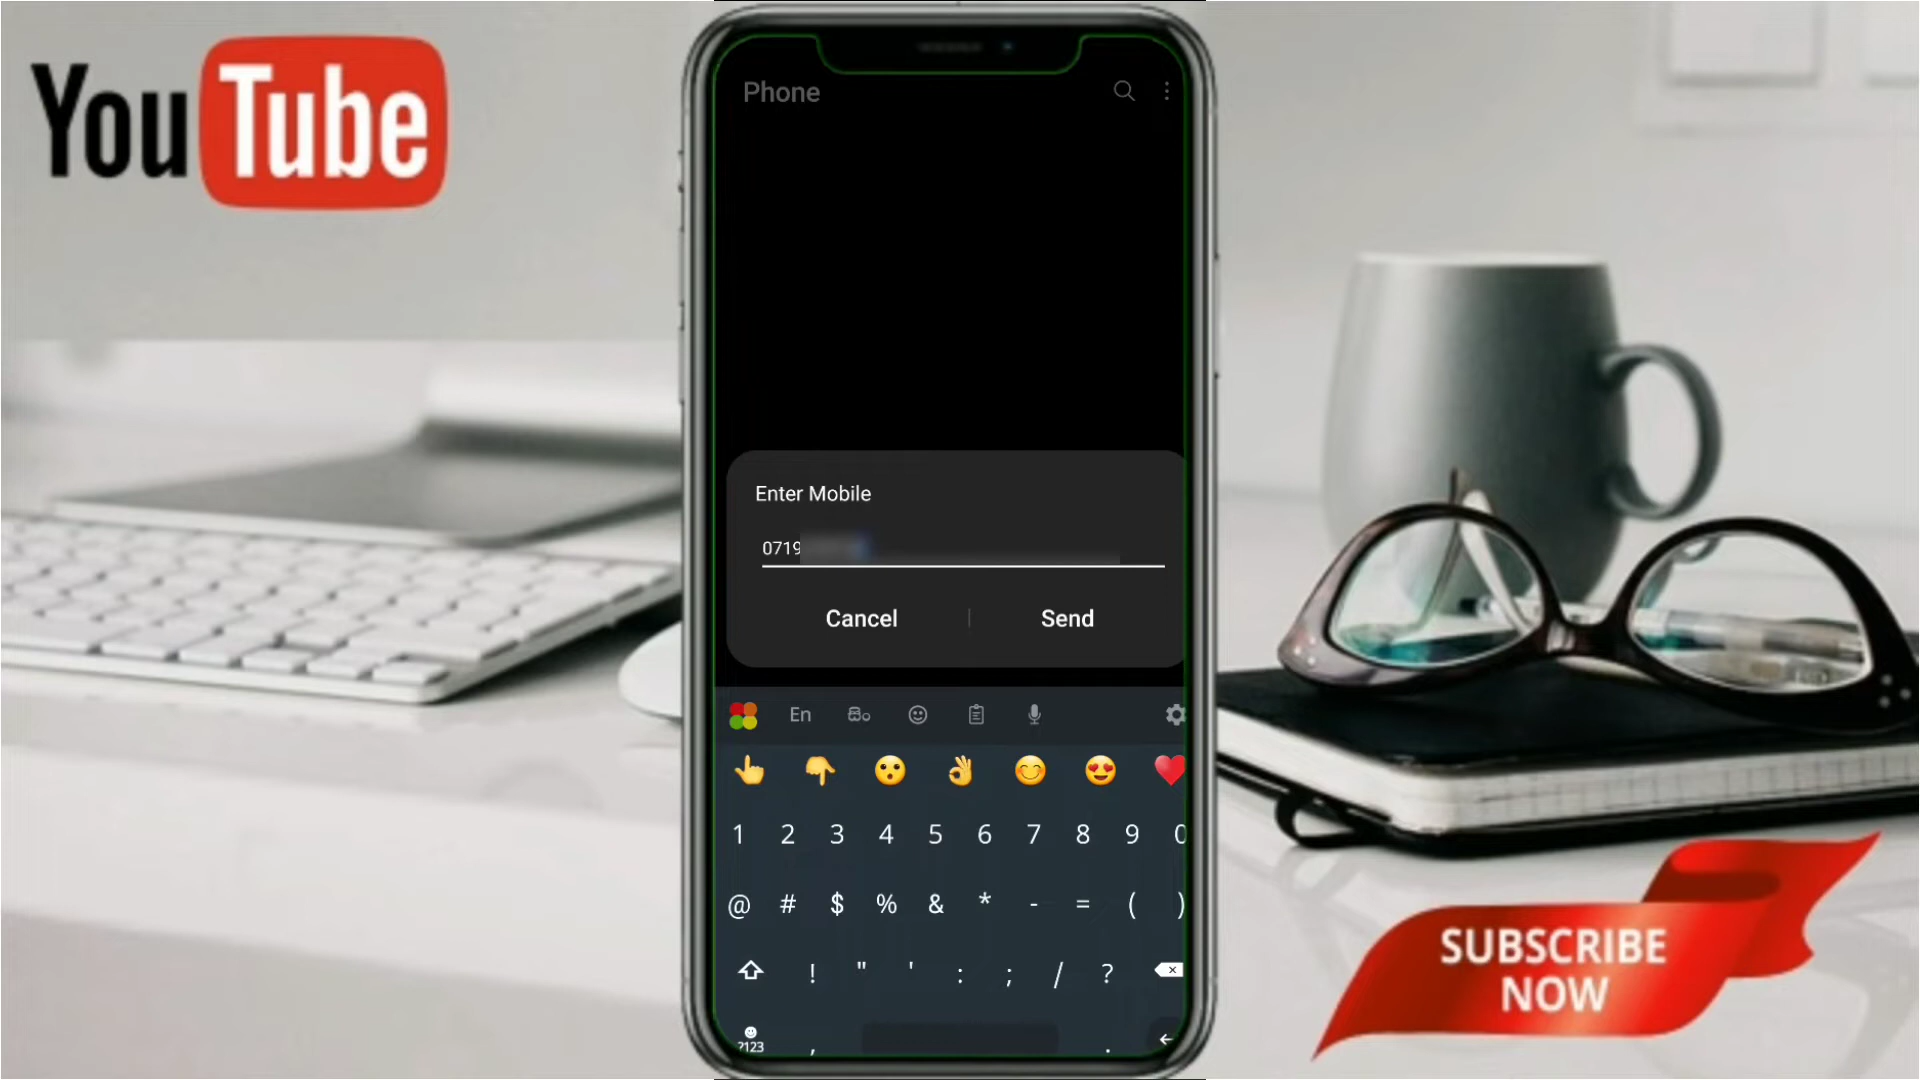 YouTube
Phone
Enter Mobile
0719
Cancel | Send
En
1 2 3 4 5 6 7 8 9 0
@ # $ % & * - = ( )
! " ' : ; / ?
?123 , .
SUBSCRIBE
NOW